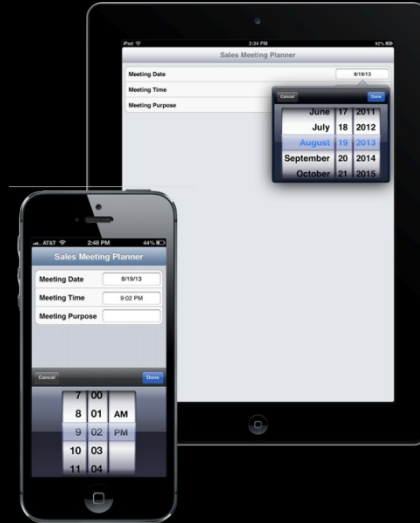 iPad 2:34 PM 92%
Sales Meeting Planner
Meeting Date 8/19/13
Meeting Time
Meeting Purpose
Cancel Done
June 17 2011
July 18 2012
August 19 2013
September 20 2014
October 21 2015
AT&T 2:48 PM 44%
Sales Meeting Planner
Meeting Date 8/19/13
Meeting Time 9:02 PM
Meeting Purpose
Cancel Done
7 00
8 01 AM
9 02 PM
10 03
11 04